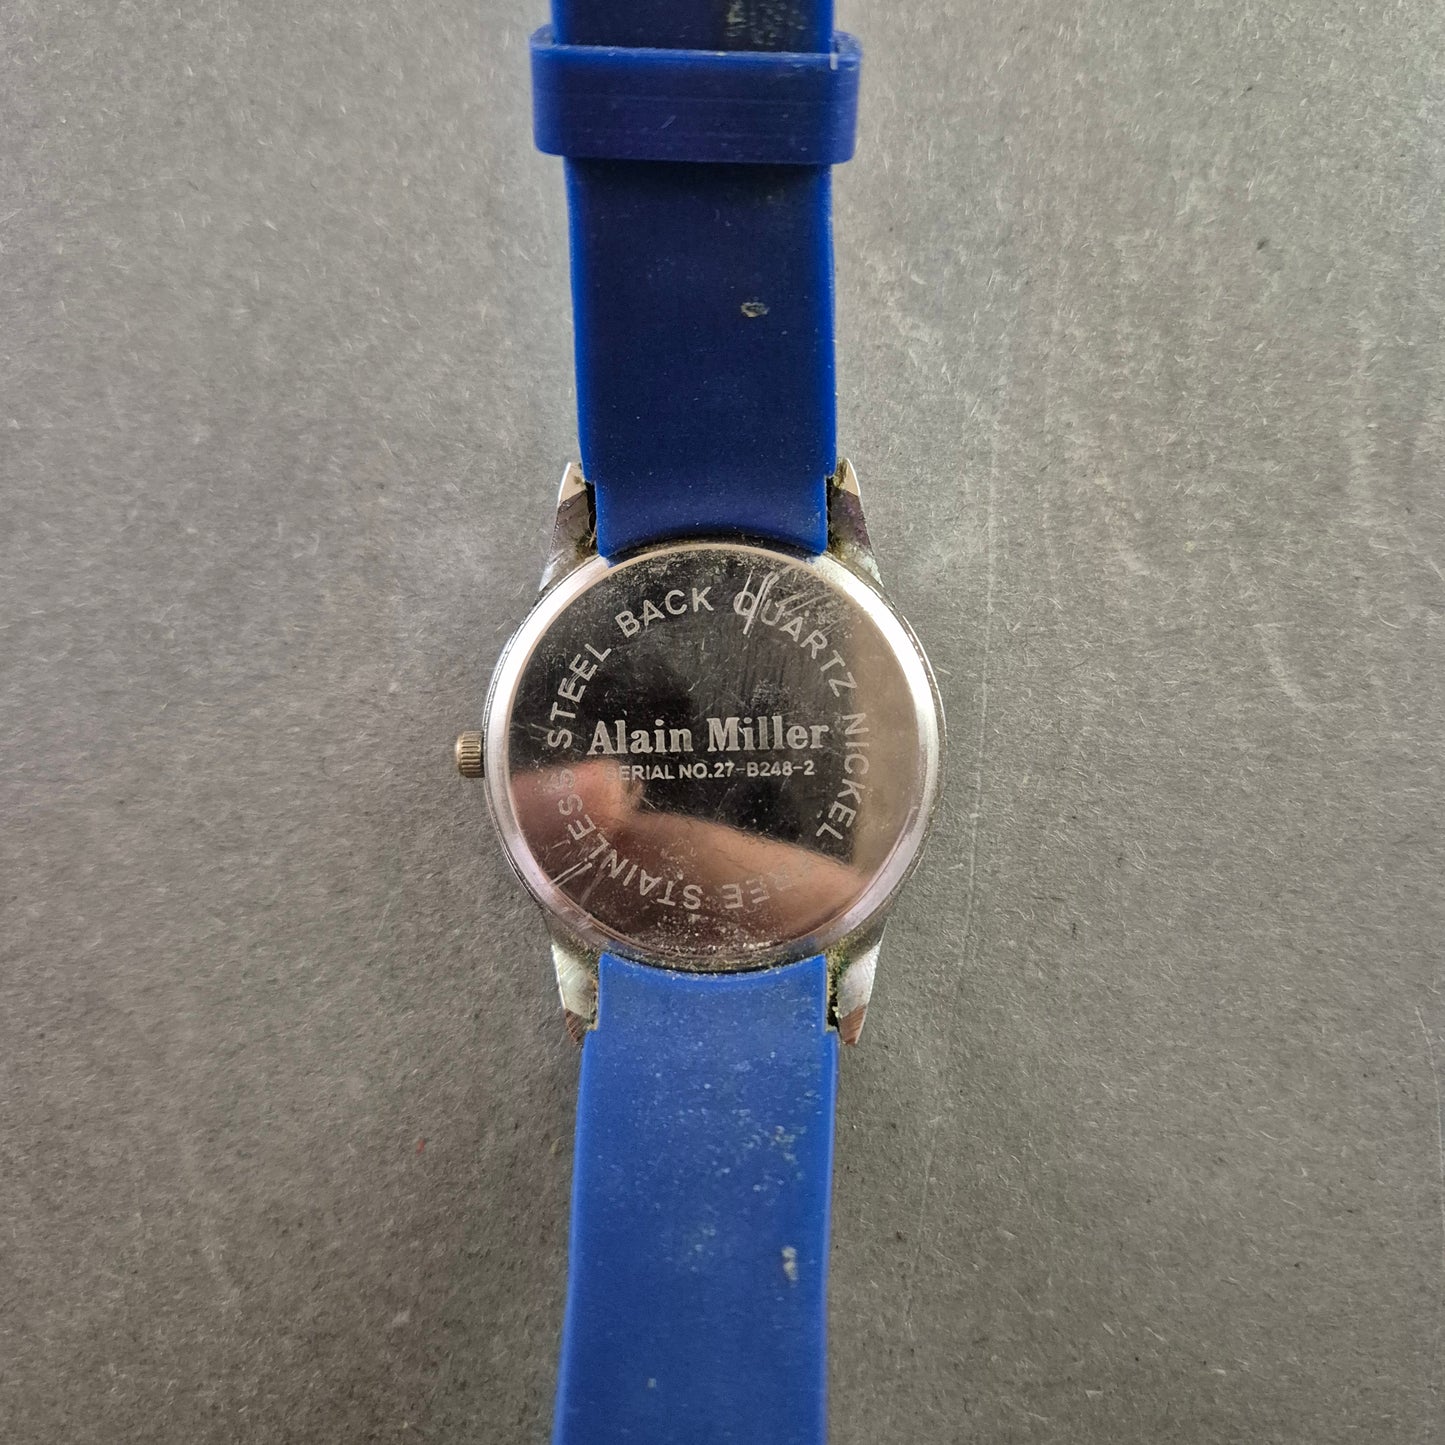 STAINLESS STEEL BACK QUARTZ NICKEL FREE
Alain Miller
SERIAL NO.27-B248-2